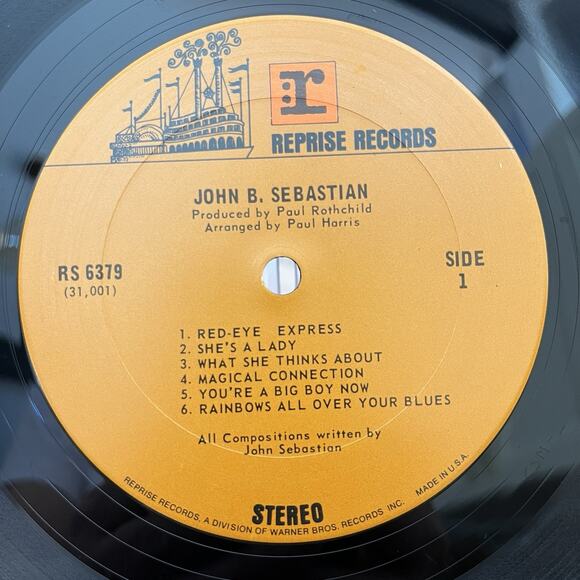 r
REPRISE RECORDS
JOHN B. SEBASTIAN
Produced by Paul Rothchild
Arranged by Paul Harris
RS 6379
(31,001)
SIDE
1
1. RED-EYE EXPRESS
2. SHE'S A LADY
3. WHAT SHE THINKS ABOUT
4. MAGICAL CONNECTION
5. YOU'RE A BIG BOY NOW
6. RAINBOWS ALL OVER YOUR BLUES
All Compositions written by
John Sebastian
STEREO
REPRISE RECORDS, A DIVISION OF WARNER BROS. RECORDS INC. MADE IN U.S.A.